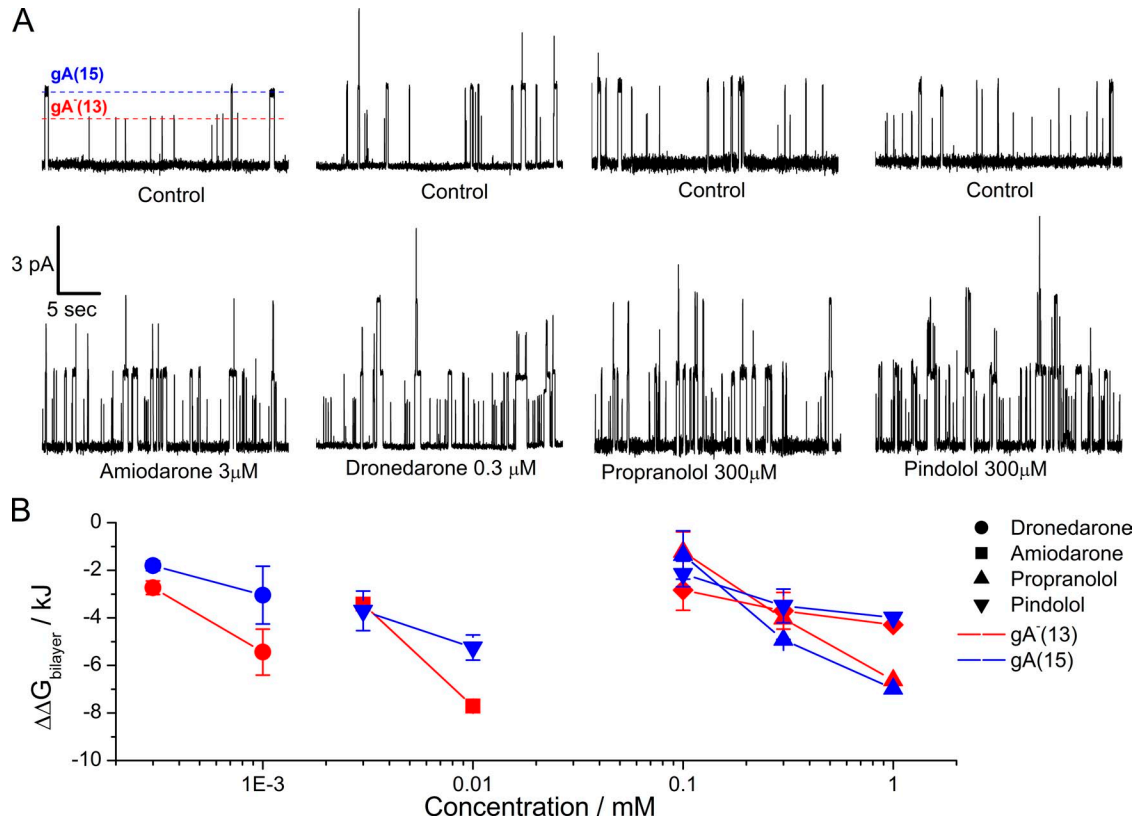 A
gA(15)
gA⁻(13)
Control
Control
Control
Control
3 pA
5 sec
Amiodarone 3μM
Dronedarone 0.3 μM
Propranolol 300μM
Pindolol 300μM
B
0
-2
-4
-6
-8
-10
ΔΔG bilayer / kJ
1E-3
0.01
0.1
1
Concentration / mM
Dronedarone
Amiodarone
Propranolol
Pindolol
gA⁻(13)
gA(15)